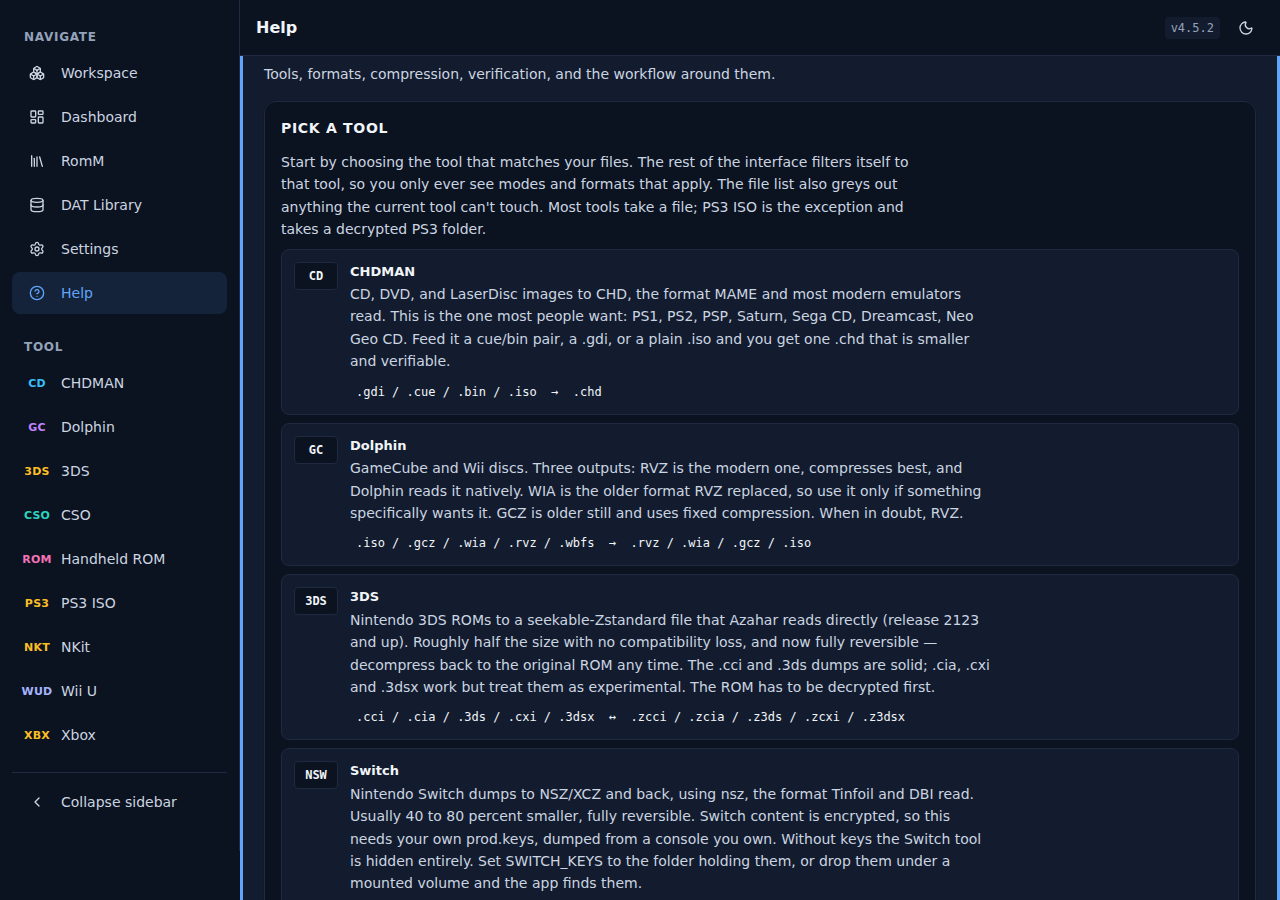 NAVIGATE
Workspace
Dashboard
RomM
DAT Library
Settings
Help
TOOL
CD CHDMAN
GC Dolphin
3DS 3DS
CSO CSO
ROM Handheld ROM
PS3 PS3 ISO
NKT NKit
WUD Wii U
XBX Xbox
Collapse sidebar
Help
v4.5.2
Tools, formats, compression, verification, and the workflow around them.
PICK A TOOL
Start by choosing the tool that matches your files. The rest of the interface filters itself to
that tool, so you only ever see modes and formats that apply. The file list also greys out
anything the current tool can't touch. Most tools take a file; PS3 ISO is the exception and
takes a decrypted PS3 folder.
CD CHDMAN
CD, DVD, and LaserDisc images to CHD, the format MAME and most modern emulators
read. This is the one most people want: PS1, PS2, PSP, Saturn, Sega CD, Dreamcast, Neo
Geo CD. Feed it a cue/bin pair, a .gdi, or a plain .iso and you get one .chd that is smaller
and verifiable.
.gdi / .cue / .bin / .iso → .chd
GC Dolphin
GameCube and Wii discs. Three outputs: RVZ is the modern one, compresses best, and
Dolphin reads it natively. WIA is the older format RVZ replaced, so use it only if something
specifically wants it. GCZ is older still and uses fixed compression. When in doubt, RVZ.
.iso / .gcz / .wia / .rvz / .wbfs → .rvz / .wia / .gcz / .iso
3DS 3DS
Nintendo 3DS ROMs to a seekable-Zstandard file that Azahar reads directly (release 2123
and up). Roughly half the size with no compatibility loss, and now fully reversible —
decompress back to the original ROM any time. The .cci and .3ds dumps are solid; .cia, .cxi
and .3dsx work but treat them as experimental. The ROM has to be decrypted first.
.cci / .cia / .3ds / .cxi / .3dsx ↔ .zcci / .zcia / .z3ds / .zcxi / .z3dsx
NSW Switch
Nintendo Switch dumps to NSZ/XCZ and back, using nsz, the format Tinfoil and DBI read.
Usually 40 to 80 percent smaller, fully reversible. Switch content is encrypted, so this
needs your own prod.keys, dumped from a console you own. Without keys the Switch tool
is hidden entirely. Set SWITCH_KEYS to the folder holding them, or drop them under a
mounted volume and the app finds them.